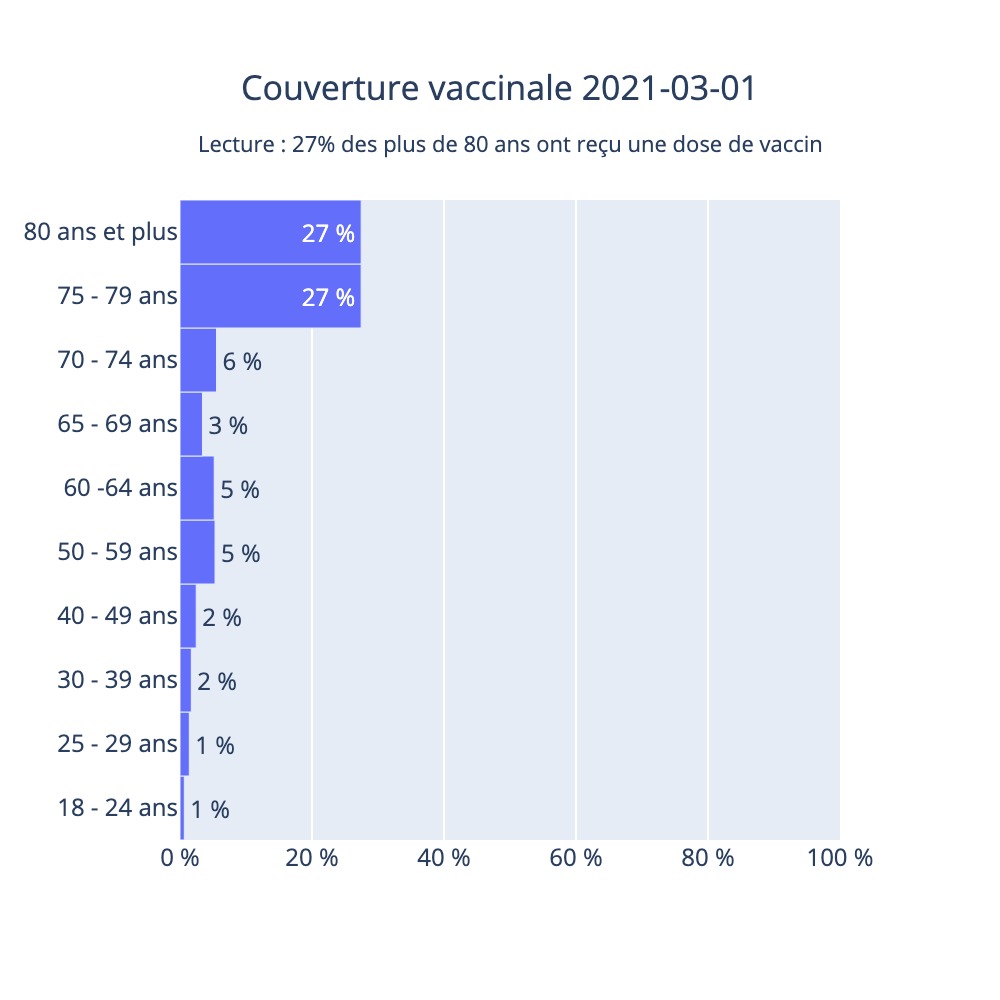 Couverture vaccinale 2021-03-01
Lecture : 27% des plus de 80 ans ont reçu une dose de vaccin
80 ans et plus 27 %
75 - 79 ans 27 %
70 - 74 ans 6 %
65 - 69 ans 3 %
60 -64 ans 5 %
50 - 59 ans 5 %
40 - 49 ans 2 %
30 - 39 ans 2 %
25 - 29 ans 1 %
18 - 24 ans 1 %
0 % 20 % 40 % 60 % 80 % 100 %